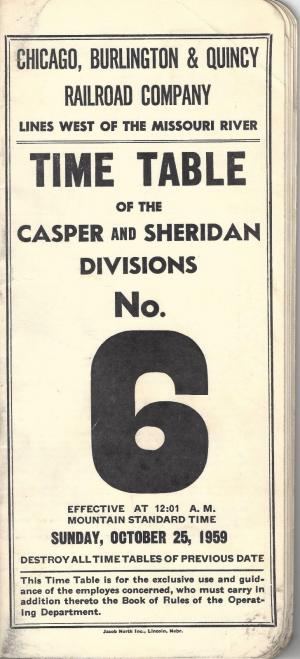 CHICAGO, BURLINGTON & QUINCY
RAILROAD COMPANY
LINES WEST OF THE MISSOURI RIVER
TIME TABLE
OF THE
CASPER AND SHERIDAN
DIVISIONS
No.
6
EFFECTIVE AT 12:01 A. M.
MOUNTAIN STANDARD TIME
SUNDAY, OCTOBER 25, 1959
DESTROY ALL TIME TABLES OF PREVIOUS DATE
This Time Table is for the exclusive use and guid-
ance of the employes concerned, who must carry in
addition thereto the Book of Rules of the Operat-
ing Department.
Jacob North Inc., Lincoln, Nebr.